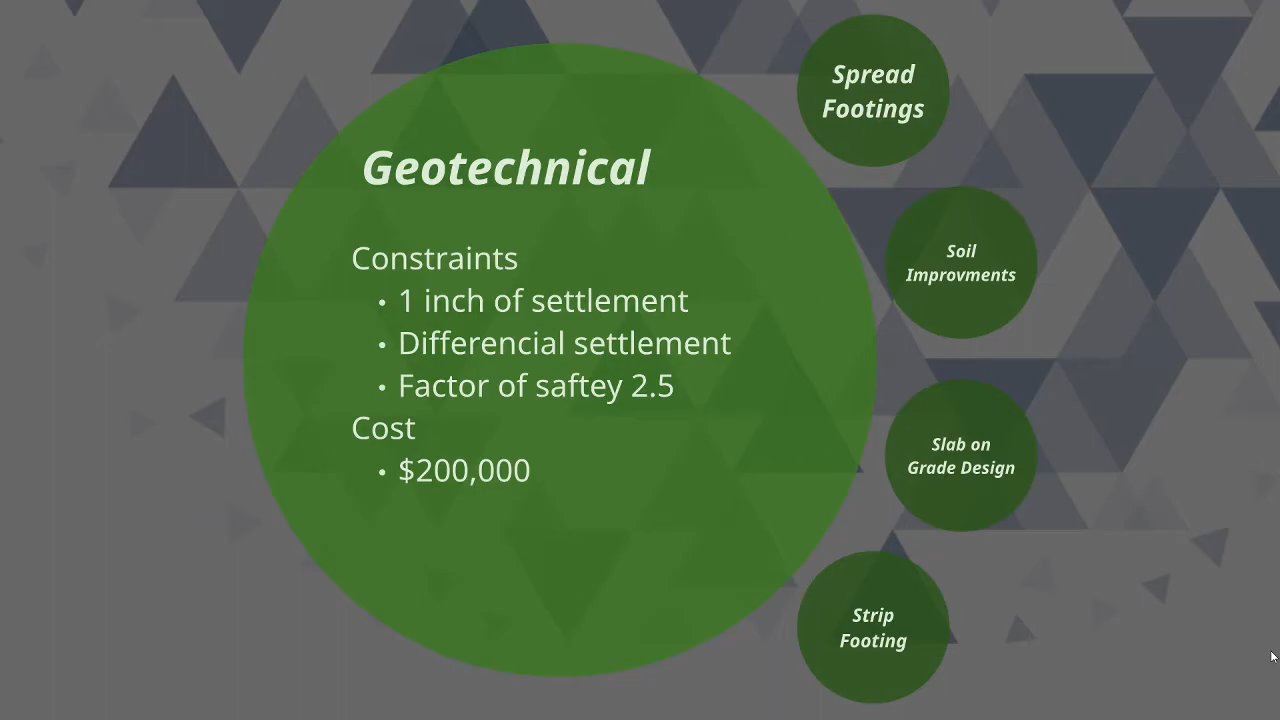 Geotechnical
Constraints
• 1 inch of settlement
• Differencial settlement
• Factor of saftey 2.5
Cost
• $200,000
Spread
Footings
Soil
Improvments
Slab on
Grade Design
Strip
Footing